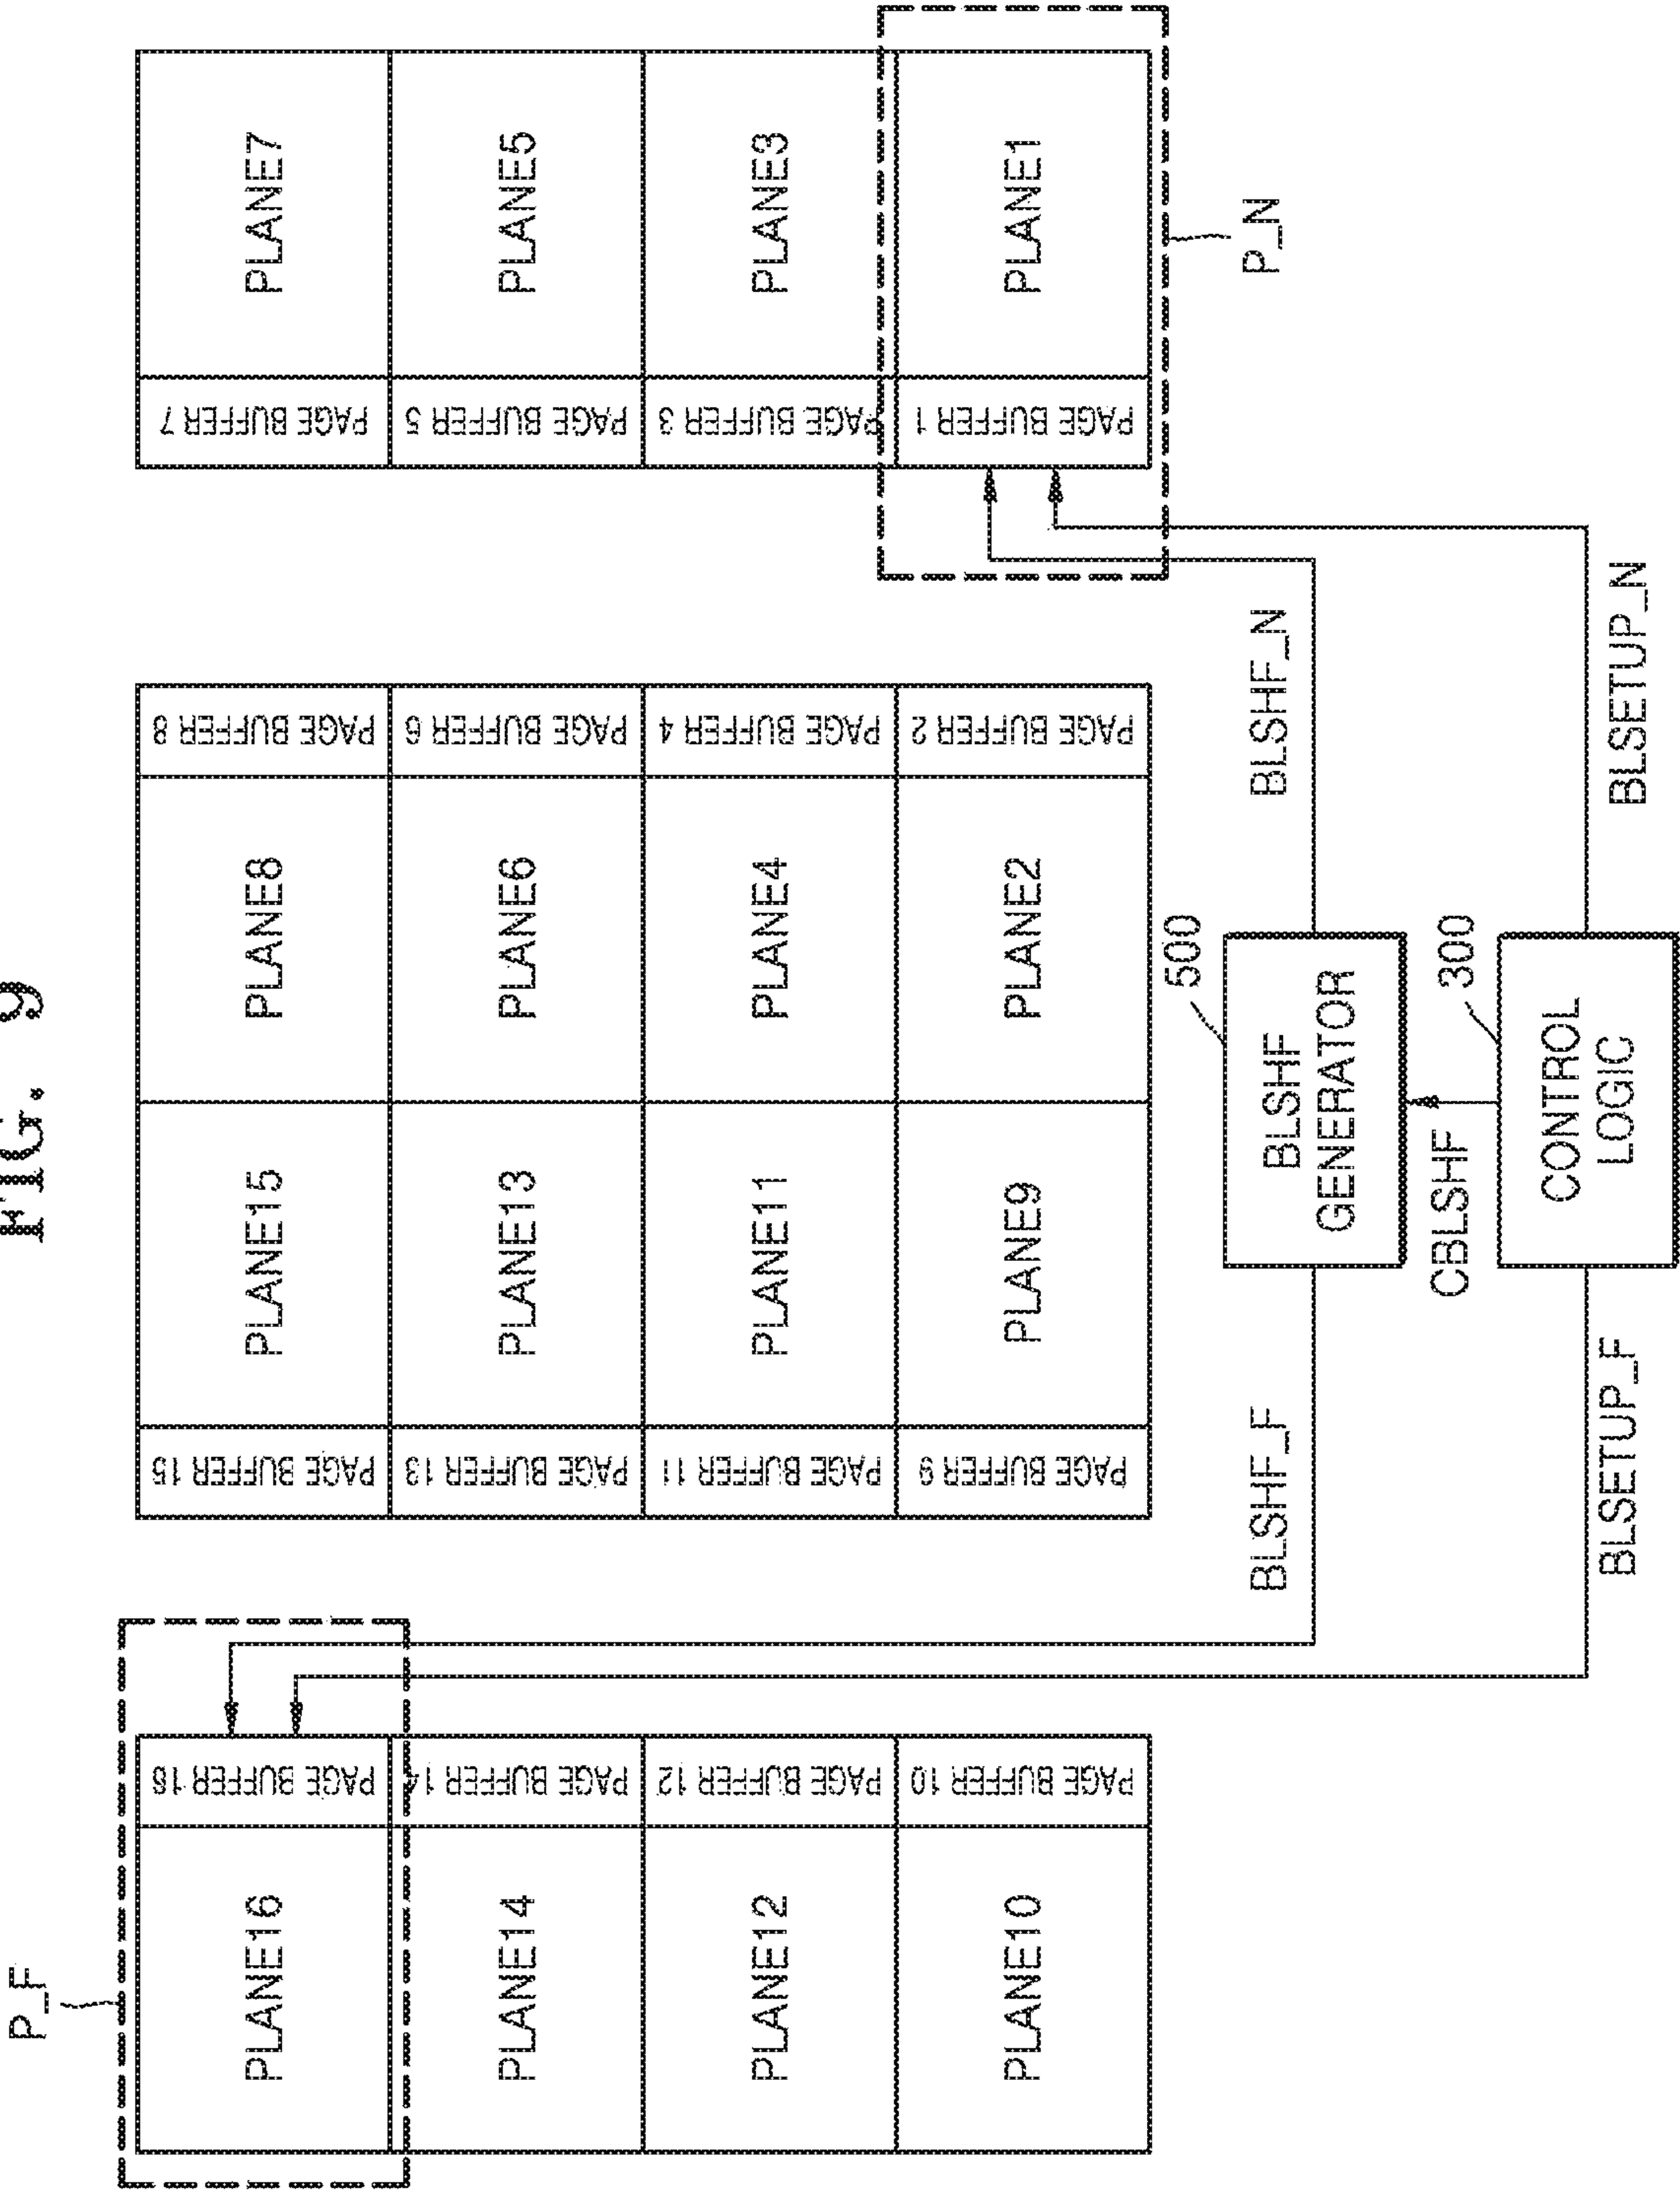 FIG. 9
P_F
PLANE16
PAGE BUFFER 16
PAGE BUFFER 15
PLANE15
PLANE8
PAGE BUFFER 8
PAGE BUFFER 7
PLANE7
PLANE14
PAGE BUFFER 14
PAGE BUFFER 13
PLANE13
PLANE6
PAGE BUFFER 6
PAGE BUFFER 5
PLANE5
PLANE12
PAGE BUFFER 12
PAGE BUFFER 11
PLANE11
PLANE4
PAGE BUFFER 4
PAGE BUFFER 3
PLANE3
PLANE10
PAGE BUFFER 10
PAGE BUFFER 9
PLANE9
PLANE2
PAGE BUFFER 2
PAGE BUFFER 1
PLANE1
500
BLSHF_F
BLSHF
GENERATOR
BLSHF_N
P_N
CBLSHF
300
BLSETUP_F
CONTROL
LOGIC
BLSETUP_N